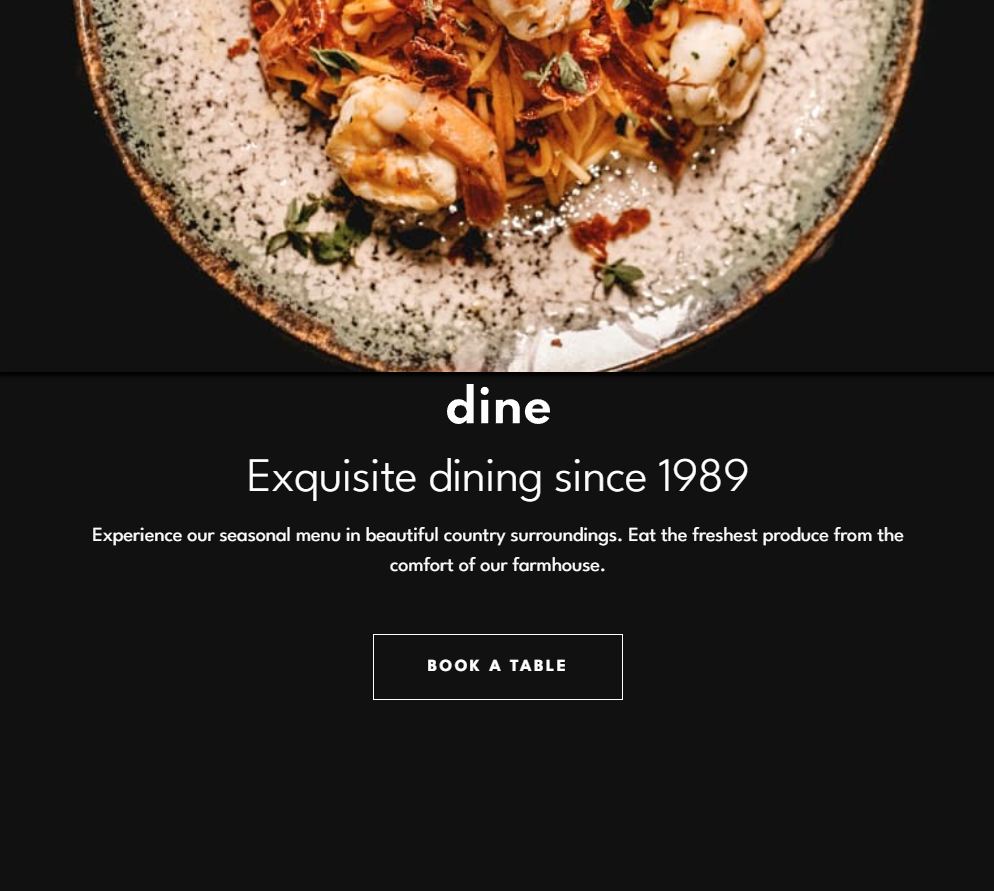 dine
Exquisite dining since 1989
Experience our seasonal menu in beautiful country surroundings. Eat the freshest produce from the
comfort of our farmhouse.
BOOK A TABLE